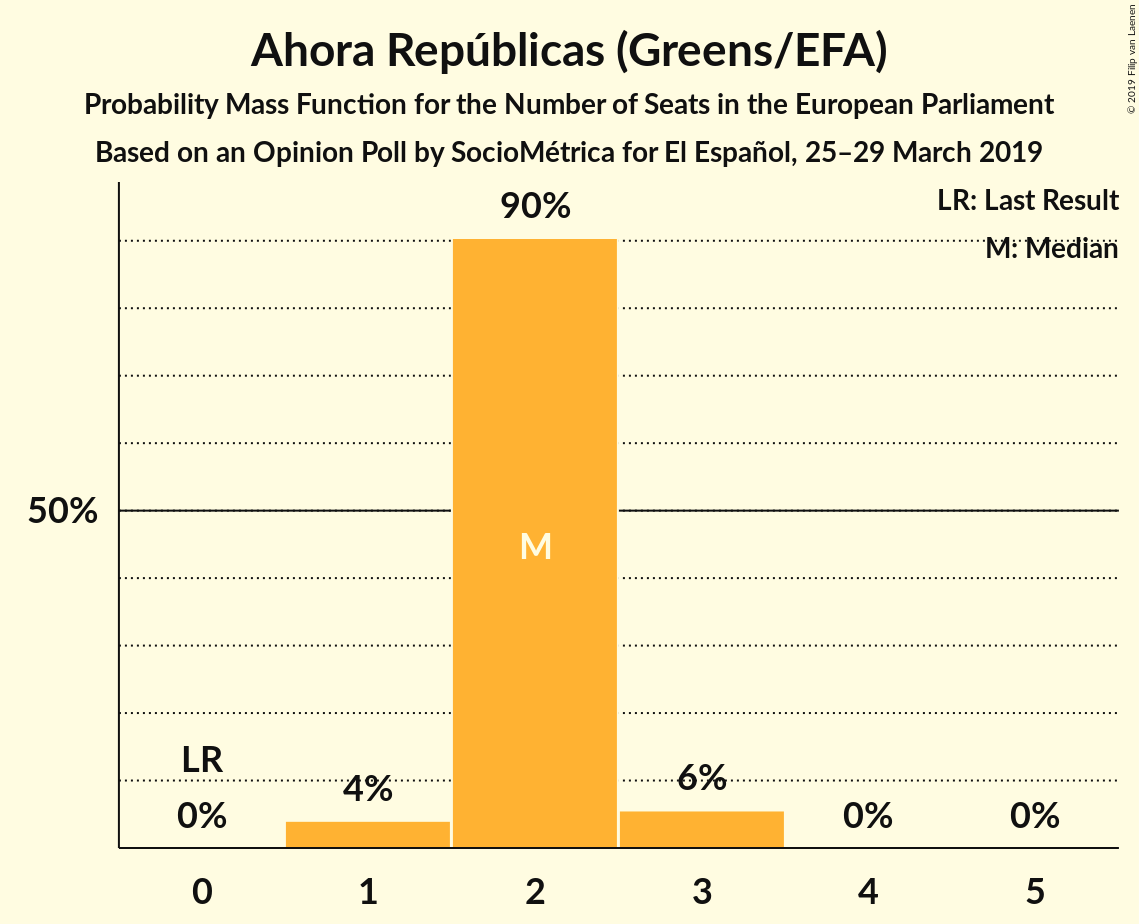 Ahora Repúblicas (Greens/EFA)
Probability Mass Function for the Number of Seats in the European Parliament
Based on an Opinion Poll by SocioMétrica for El Español, 25–29 March 2019
© 2019 Filip van Laenen
LR: Last Result
M: Median
90%
50%
M
LR
0%
4%
6%
0%
0%
0 1 2 3 4 5